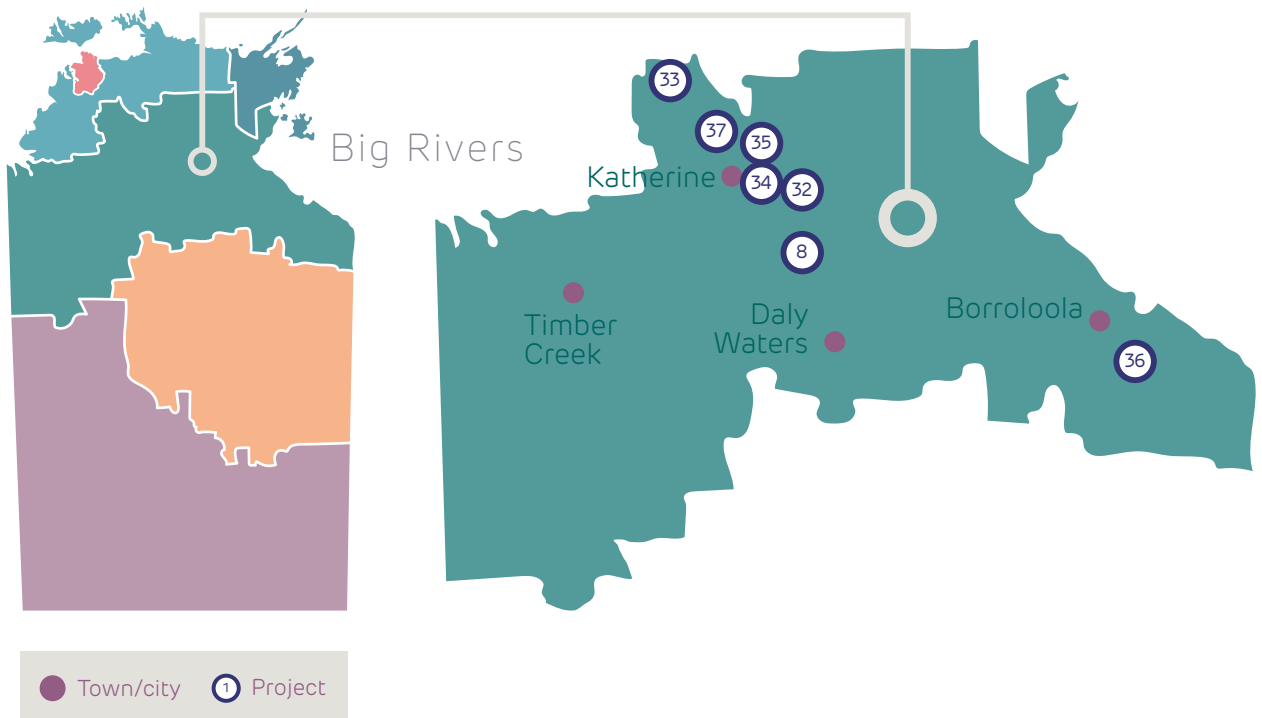 Big Rivers
33
37
35
Katherine
34
32
8
Timber
Creek
Daly
Waters
Borroloola
36
Town/city
1
Project